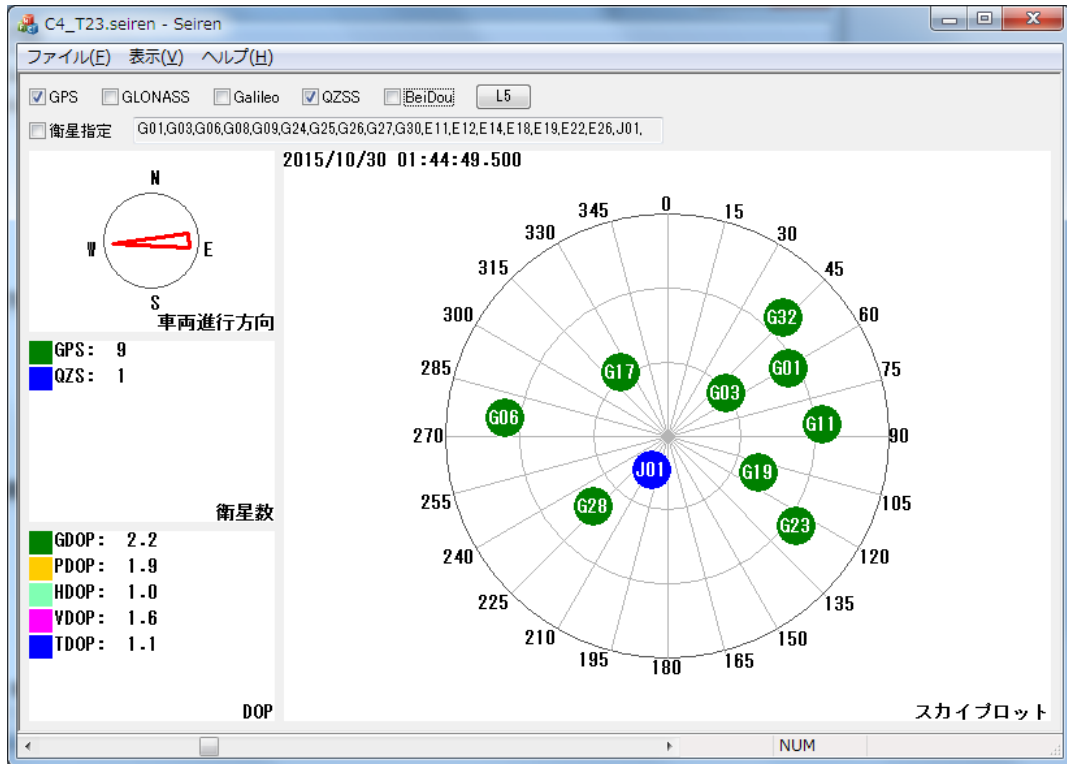 C4_T23.seiren - Seiren
ファイル(F) 表示(V) ヘルプ(H)
GPS GLONASS Galileo QZSS BeiDou L5
衛星指定 G01,G03,G06,G08,G09,G24,G25,G26,G27,G30,E11,E12,E14,E18,E19,E22,E26,J01,
2015/10/30 01:44:49.500
N
W E
S
車両進行方向
GPS: 9
QZS: 1
衛星数
GDOP: 2.2
PDOP: 1.9
HDOP: 1.0
VDOP: 1.6
TDOP: 1.1
DOP
0
345 15
330 30
315 45
G32
300 60
G17 G01
285 75
G03
G06 G11
270 90
J01 G19
255 105
G28
G23
240 120
225 135
210 150
195 165
180
スカイプロット
NUM